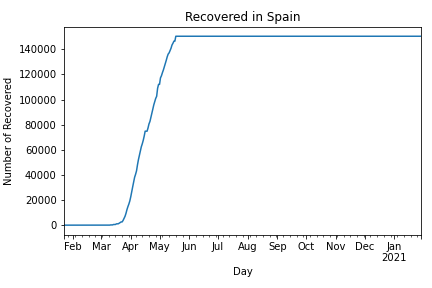 Recovered in Spain
Number of Recovered
140000
120000
100000
80000
60000
40000
20000
0
Feb Mar Apr May Jun Jul Aug Sep Oct Nov Dec Jan
2021
Day